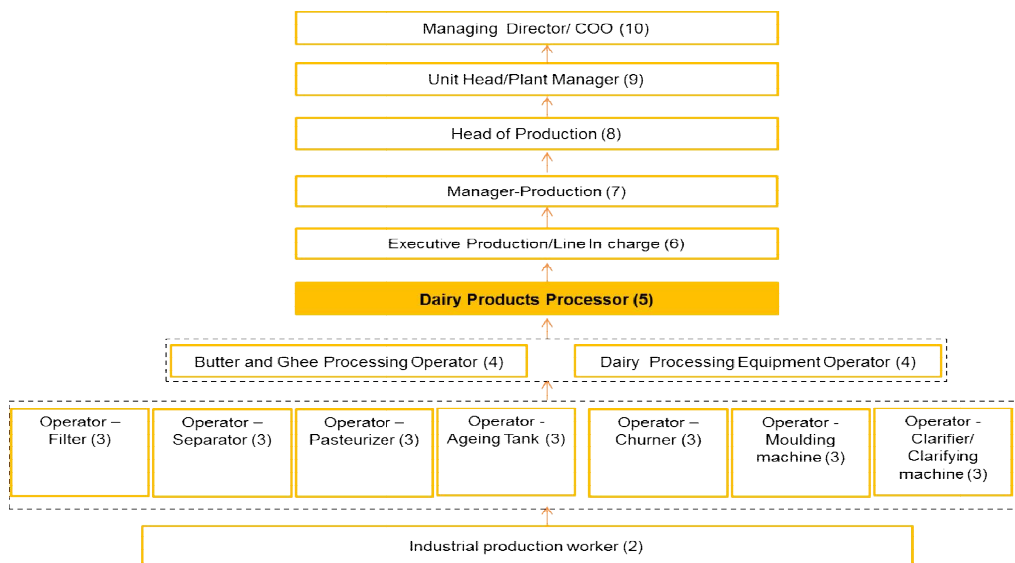 Managing Director/ COO (10)
Unit Head/Plant Manager (9)
Head of Production (8)
Manager-Production (7)
Executive Production/Line In charge (6)
Dairy Products Processor (5)
Butter and Ghee Processing Operator (4)
Dairy Processing Equipment Operator (4)
Operator –
Filter (3)
Operator –
Separator (3)
Operator –
Pasteurizer (3)
Operator -
Ageing Tank (3)
Operator –
Churner (3)
Operator -
Moulding
machine (3)
Operator -
Clarifier/
Clarifying
machine (3)
Industrial production worker (2)